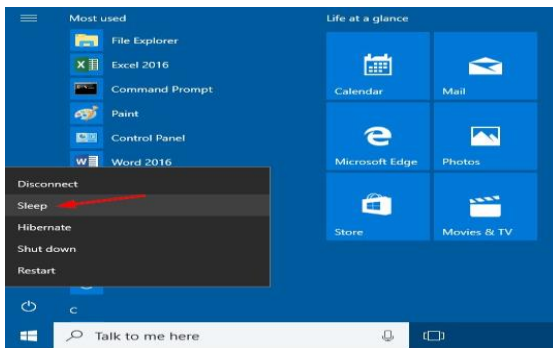 Most used
File Explorer
Excel 2016
Command Prompt
Paint
Control Panel
Word 2016
Disconnect
Sleep
Hibernate
Shut down
Restart
C
Talk to me here
Life at a glance
Calendar
Mail
Microsoft Edge
Photos
Store
Movies & TV